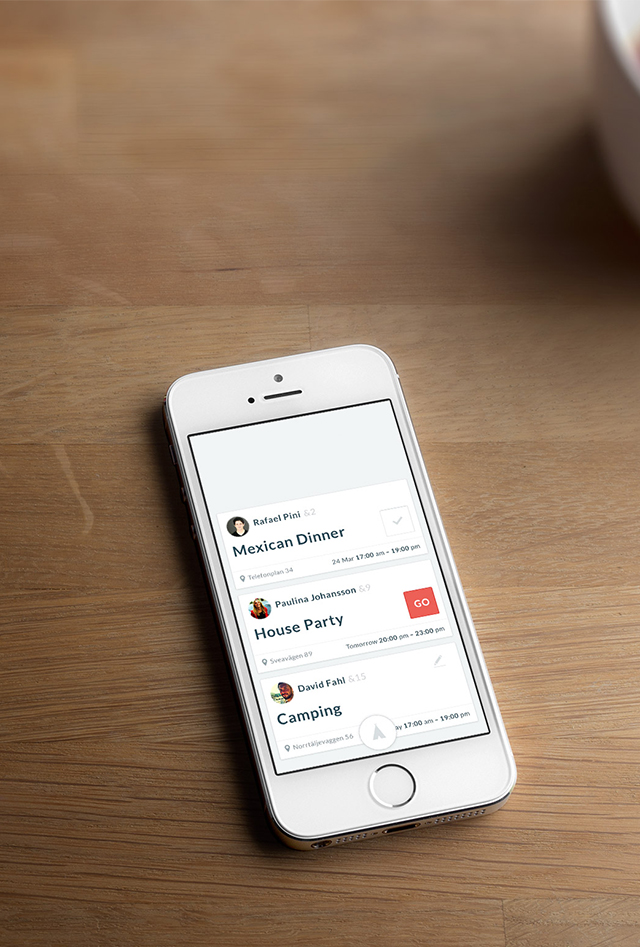 Rafael Pini &2
Mexican Dinner
Telefonplan 34
24 Mar 17:00 am - 19:00 pm
Paulina Johansson &9
GO
House Party
Sveavägen 89
Tomorrow 20:00 pm - 23:00 pm
David Fahl &15
Camping
Norrtäljevaggen 56
17:00 am - 19:00 pm